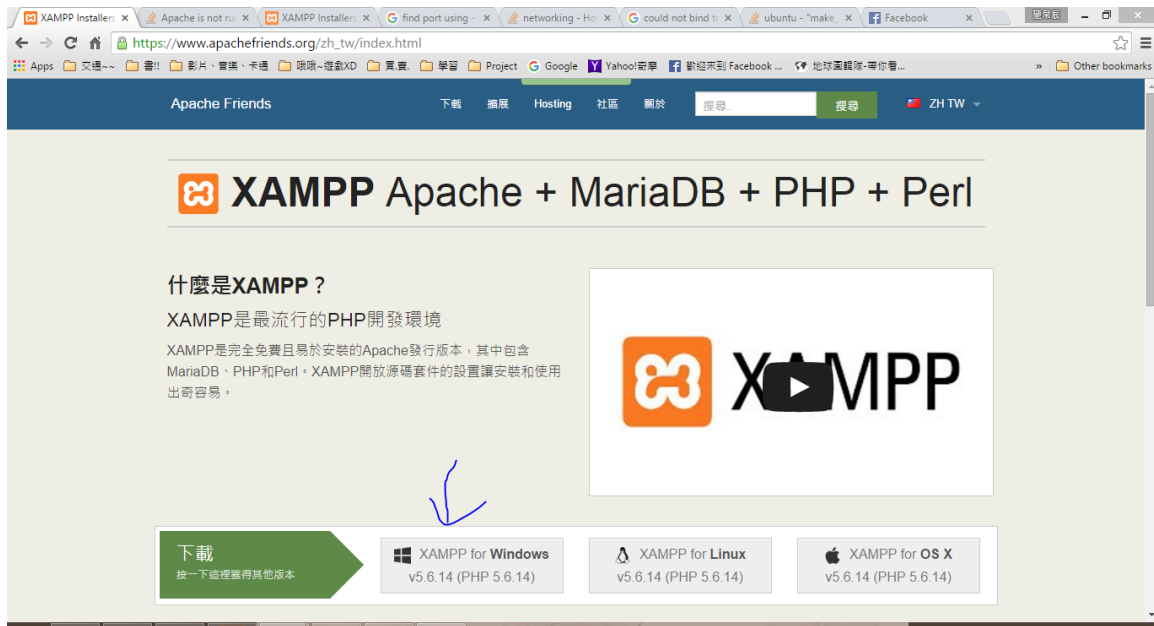 XAMPP Installers
Apache is not ru
XAMPP Installers
find port using -
networking - Ho
could not bind t
ubuntu - "make_
Facebook
https://www.apachefriends.org/zh_tw/index.html
Apps
交通~~
書!!
影片、音樂、卡通
哦哦~遊戲XD
買.賣.
學習
Project
Google
Yahoo!奇摩
歡迎來到 Facebook ...
地球圖輯隊-帶你看...
»
Other bookmarks
Apache Friends
下載
擴展
Hosting
社區
關於
搜尋..
搜尋
ZH TW
XAMPP Apache + MariaDB + PHP + Perl
什麼是XAMPP？
XAMPP是最流行的PHP開發環境
XAMPP是完全免費且易於安裝的Apache發行版本，其中包含
MariaDB、PHP和Perl。XAMPP開放源碼套件的設置讓安裝和使用
出奇容易。
XAMPP
下載
按一下這裡獲得其他版本
XAMPP for Windows
v5.6.14 (PHP 5.6.14)
XAMPP for Linux
v5.6.14 (PHP 5.6.14)
XAMPP for OS X
v5.6.14 (PHP 5.6.14)